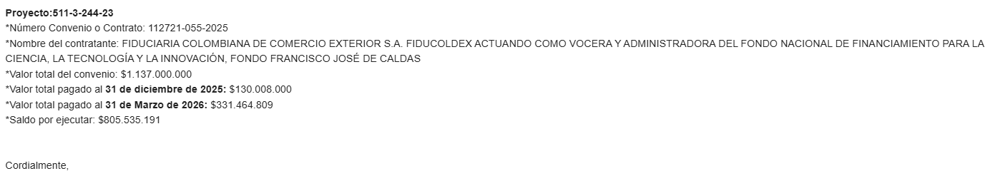 Proyecto:511-3-244-23
*Número Convenio o Contrato: 112721-055-2025
*Nombre del contratante: FIDUCIARIA COLOMBIANA DE COMERCIO EXTERIOR S.A. FIDUCOLDEX ACTUANDO COMO VOCERA Y ADMINISTRADORA DEL FONDO NACIONAL DE FINANCIAMIENTO PARA LA
CIENCIA, LA TECNOLOGÍA Y LA INNOVACIÓN, FONDO FRANCISCO JOSÉ DE CALDAS
*Valor total del convenio: $1.137.000.000
*Valor total pagado al 31 de diciembre de 2025: $130.008.000
*Valor total pagado al 31 de Marzo de 2026: $331.464.809
*Saldo por ejecutar: $805.535.191
Cordialmente,